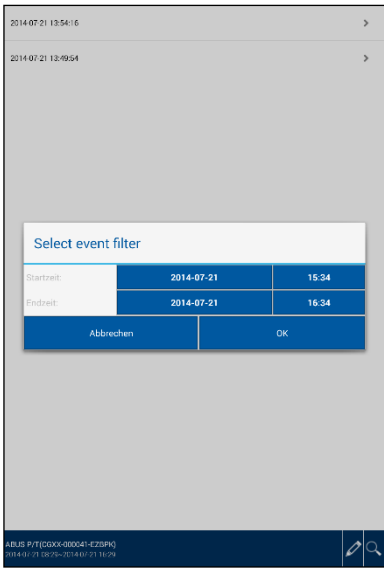 2014-07-21 13:54:16
2014-07-21 13:49:54
Select event filter
Startzeit: 2014-07-21 15:34
Endzeit: 2014-07-21 16:34
Abbrechen OK
ABUS P/T(CGXX-000041-EZBPK)
2014-07-21 08:29~2014-07-21 16:29